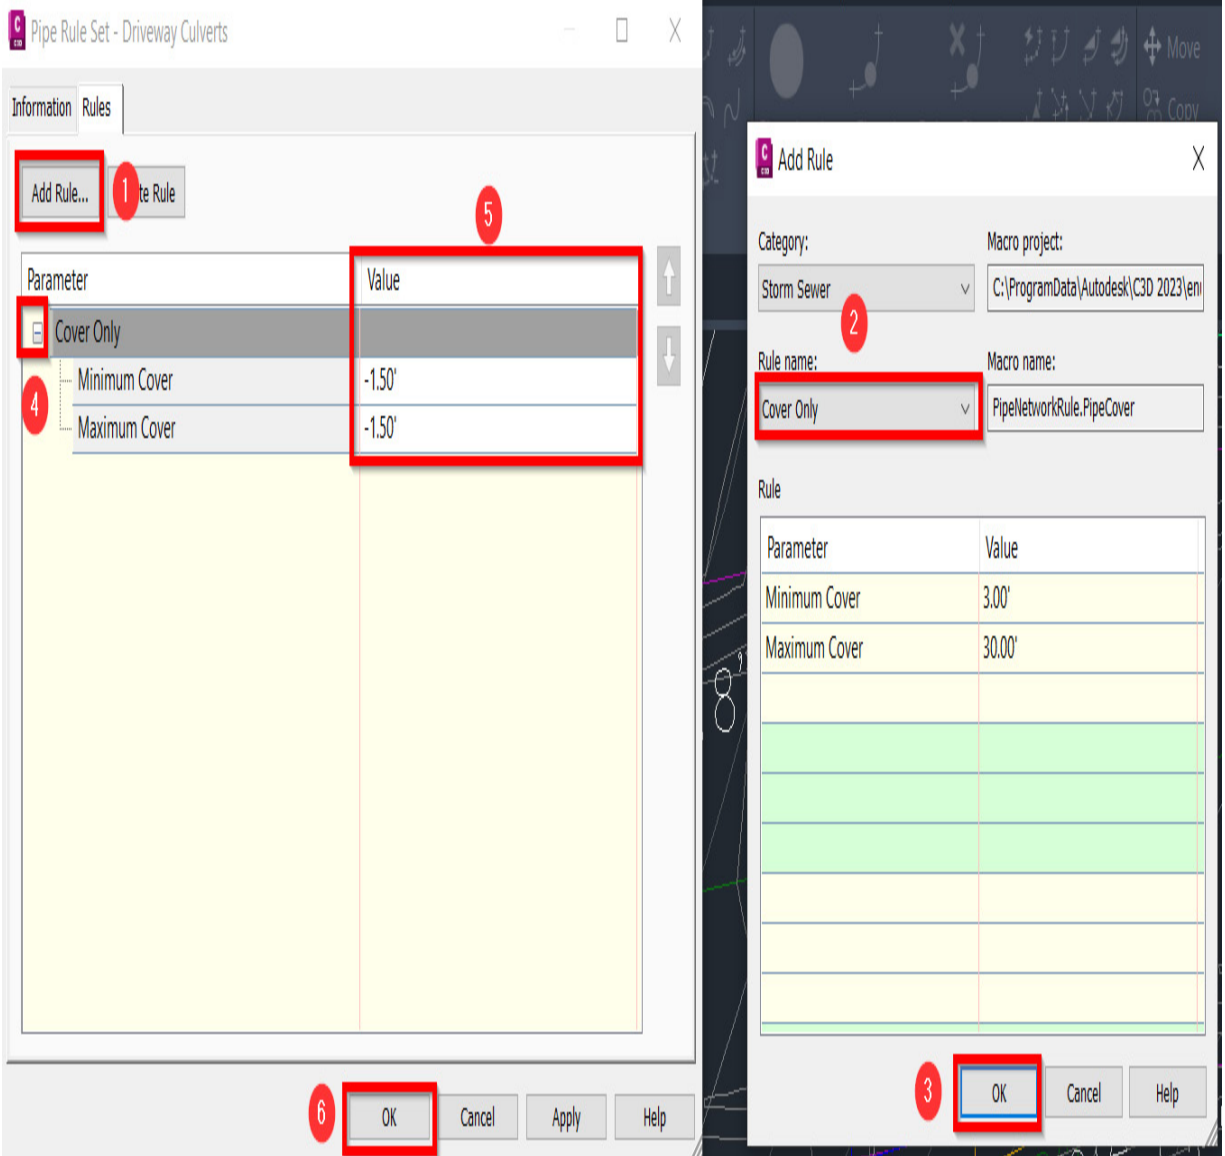 Pipe Rule Set - Driveway Culverts
Information Rules
Add Rule... 1 te Rule
5
Parameter Value
Cover Only
Minimum Cover -1.50'
4
Maximum Cover -1.50'
6 OK Cancel Apply Help
Move
Copy
Add Rule
Category: Macro project:
Storm Sewer C:\ProgramData\Autodesk\C3D 2023\en
2
Rule name: Macro name:
Cover Only PipeNetworkRule.PipeCover
Rule
Parameter Value
Minimum Cover 3.00'
Maximum Cover 30.00'
3 OK Cancel Help
8'